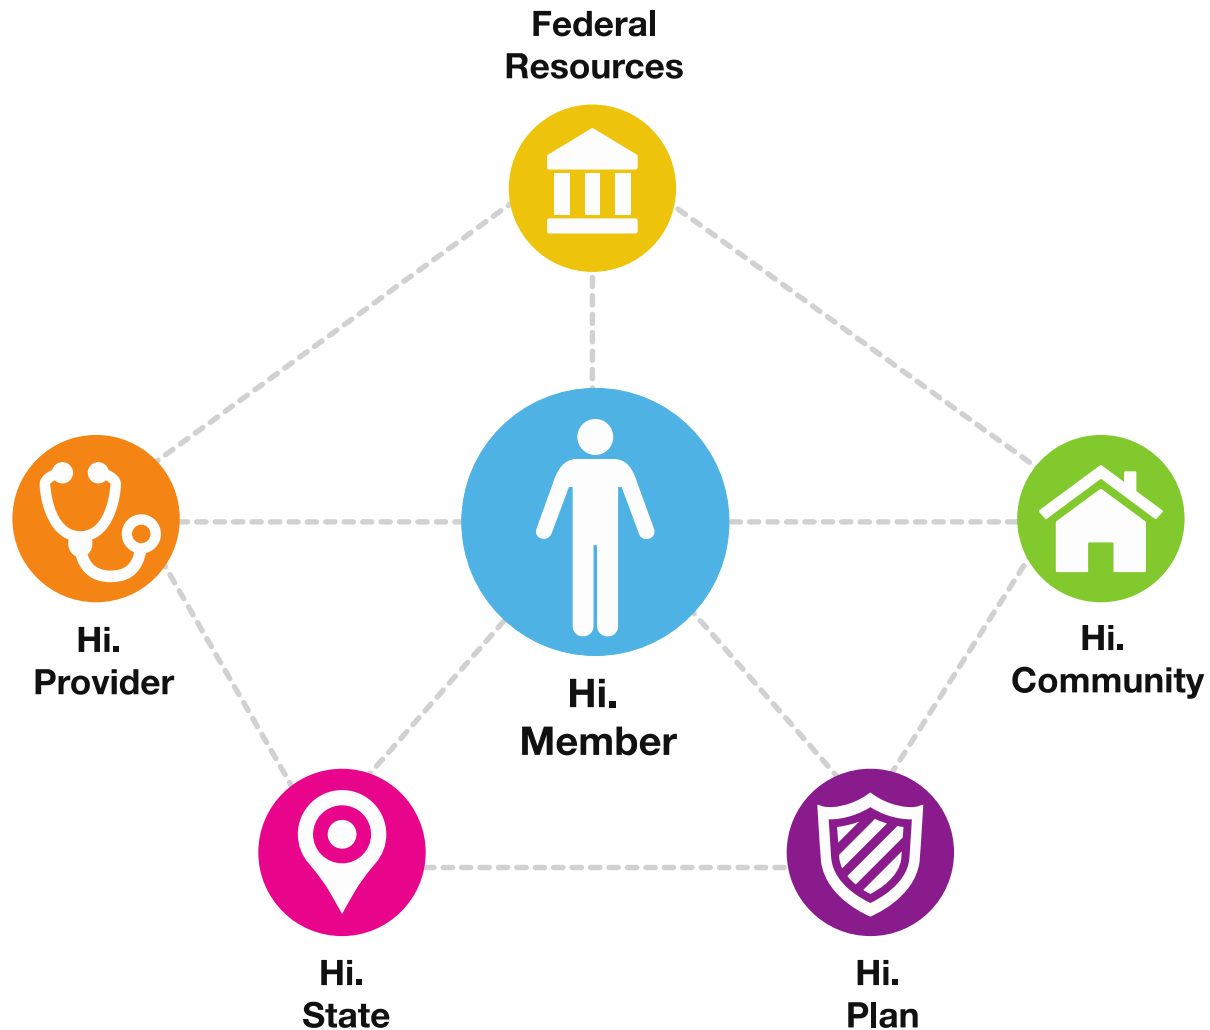 Federal
Resources
Hi.
Provider
Hi.
Member
Hi.
Community
Hi.
State
Hi.
Plan